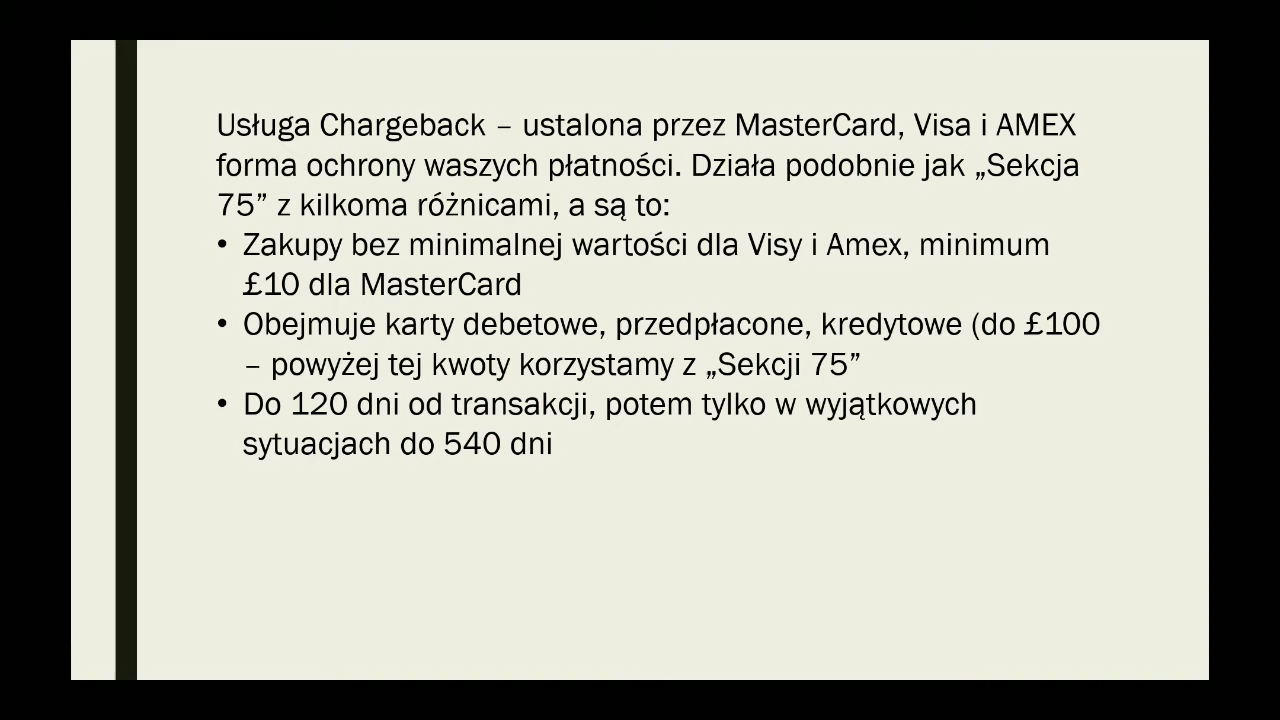 Usługa Chargeback – ustalona przez MasterCard, Visa i AMEX
forma ochrony waszych płatności. Działa podobnie jak „Sekcja
75” z kilkoma różnicami, a są to:
• Zakupy bez minimalnej wartości dla Visy i Amex, minimum
£10 dla MasterCard
• Obejmuje karty debetowe, przedpłacone, kredytowe (do £100
– powyżej tej kwoty korzystamy z „Sekcji 75”
• Do 120 dni od transakcji, potem tylko w wyjątkowych
sytuacjach do 540 dni